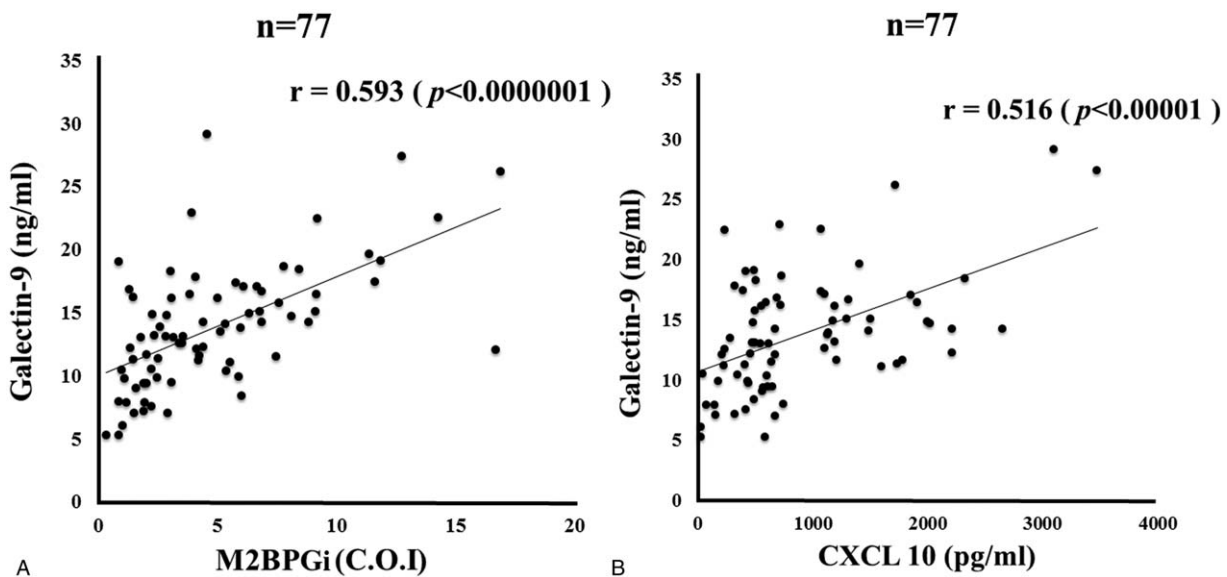 n=77
r = 0.593 ( p<0.0000001 )
Galectin-9 (ng/ml)
35
30
25
20
15
10
5
0
0 5 10 15 20
M2BPGi (C.O.I)
A
n=77
r = 0.516 ( p<0.00001 )
Galectin-9 (ng/ml)
35
30
25
20
15
10
5
0
0 1000 2000 3000 4000
CXCL 10 (pg/ml)
B